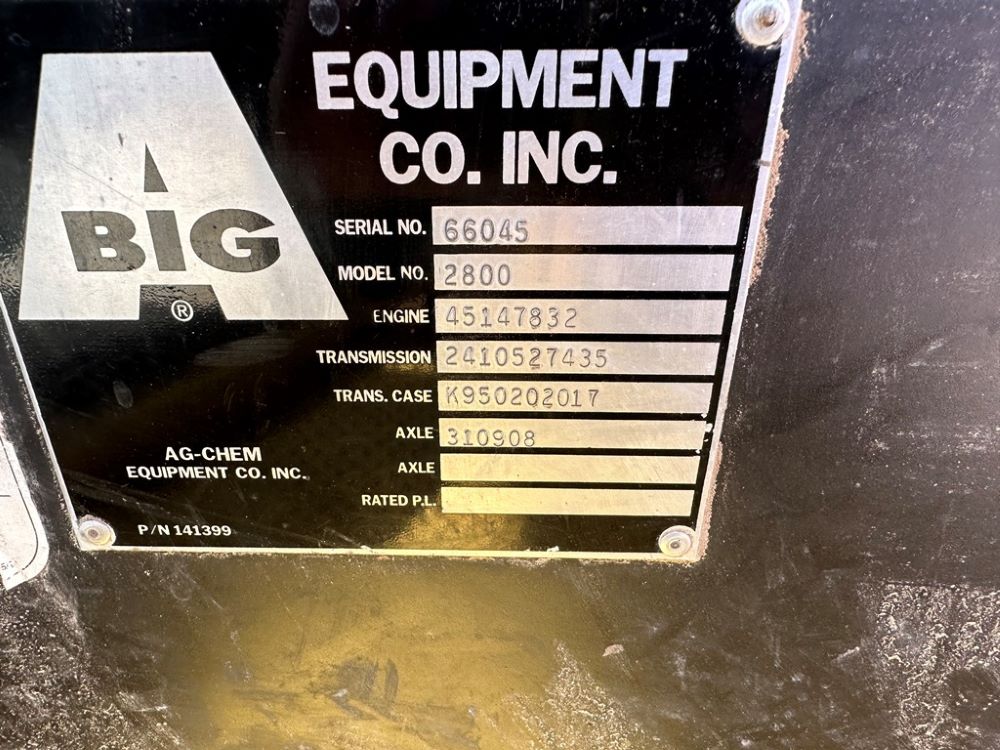 BIG
A
®
EQUIPMENT
CO. INC.
SERIAL NO. 66045
MODEL NO. 2800
ENGINE 45147832
TRANSMISSION 2410527435
TRANS. CASE K950202017
AXLE 310908
AXLE
RATED P.L.
AG-CHEM
EQUIPMENT CO. INC.
P/N 141399